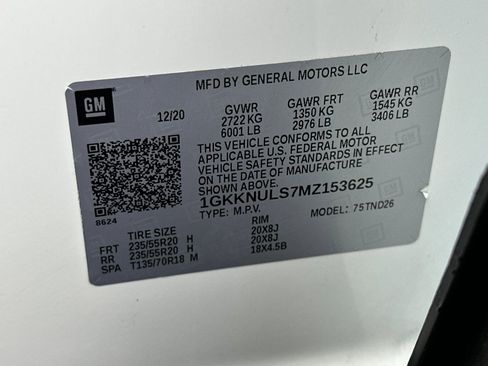 MFD BY GENERAL MOTORS LLC
GM
12/20 GVWR GAWR FRT GAWR RR
2722 KG 1350 KG 1545 KG
6001 LB 2976 LB 3406 LB
THIS VEHICLE CONFORMS TO ALL
APPLICABLE U.S. FEDERAL MOTOR
VEHICLE SAFETY STANDARDS IN EFFECT
ON THE DATE OF MANUFACTURE
SHOWN ABOVE.
1GKKNULS7MZ153625
TYPE: M.P.V. MODEL: 75TND26
8624
TIRE SIZE RIM
FRT 235/55R20 H 20X8J
RR 235/55R20 H 20X8J
SPA T135/70R18 M 18X4.5B